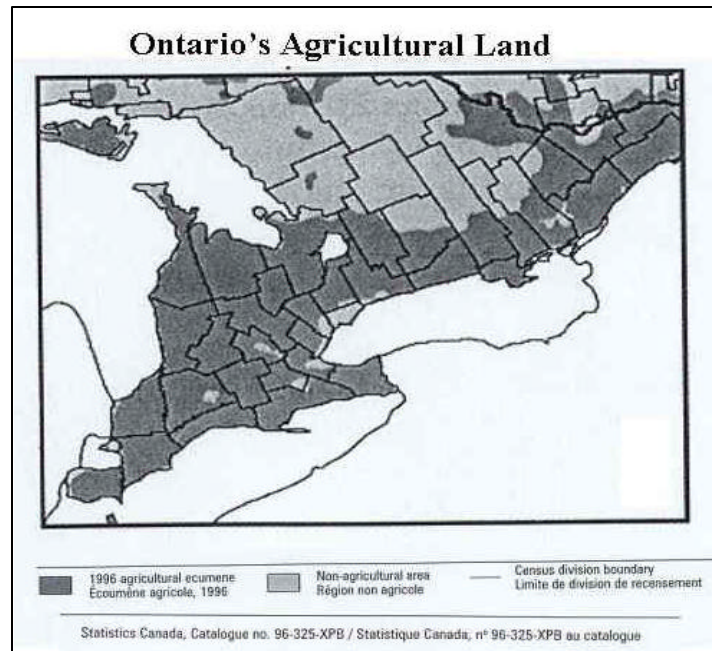 Ontario's Agricultural Land
1996 agricultural ecumene
Écoumène agricole, 1996
Non-agricultural area
Région non agricole
Census division boundary
Limite de division de recensement
Statistics Canada, Catalogue no. 96-325-XPB / Statistique Canada, nº 96-325-XPB au catalogue